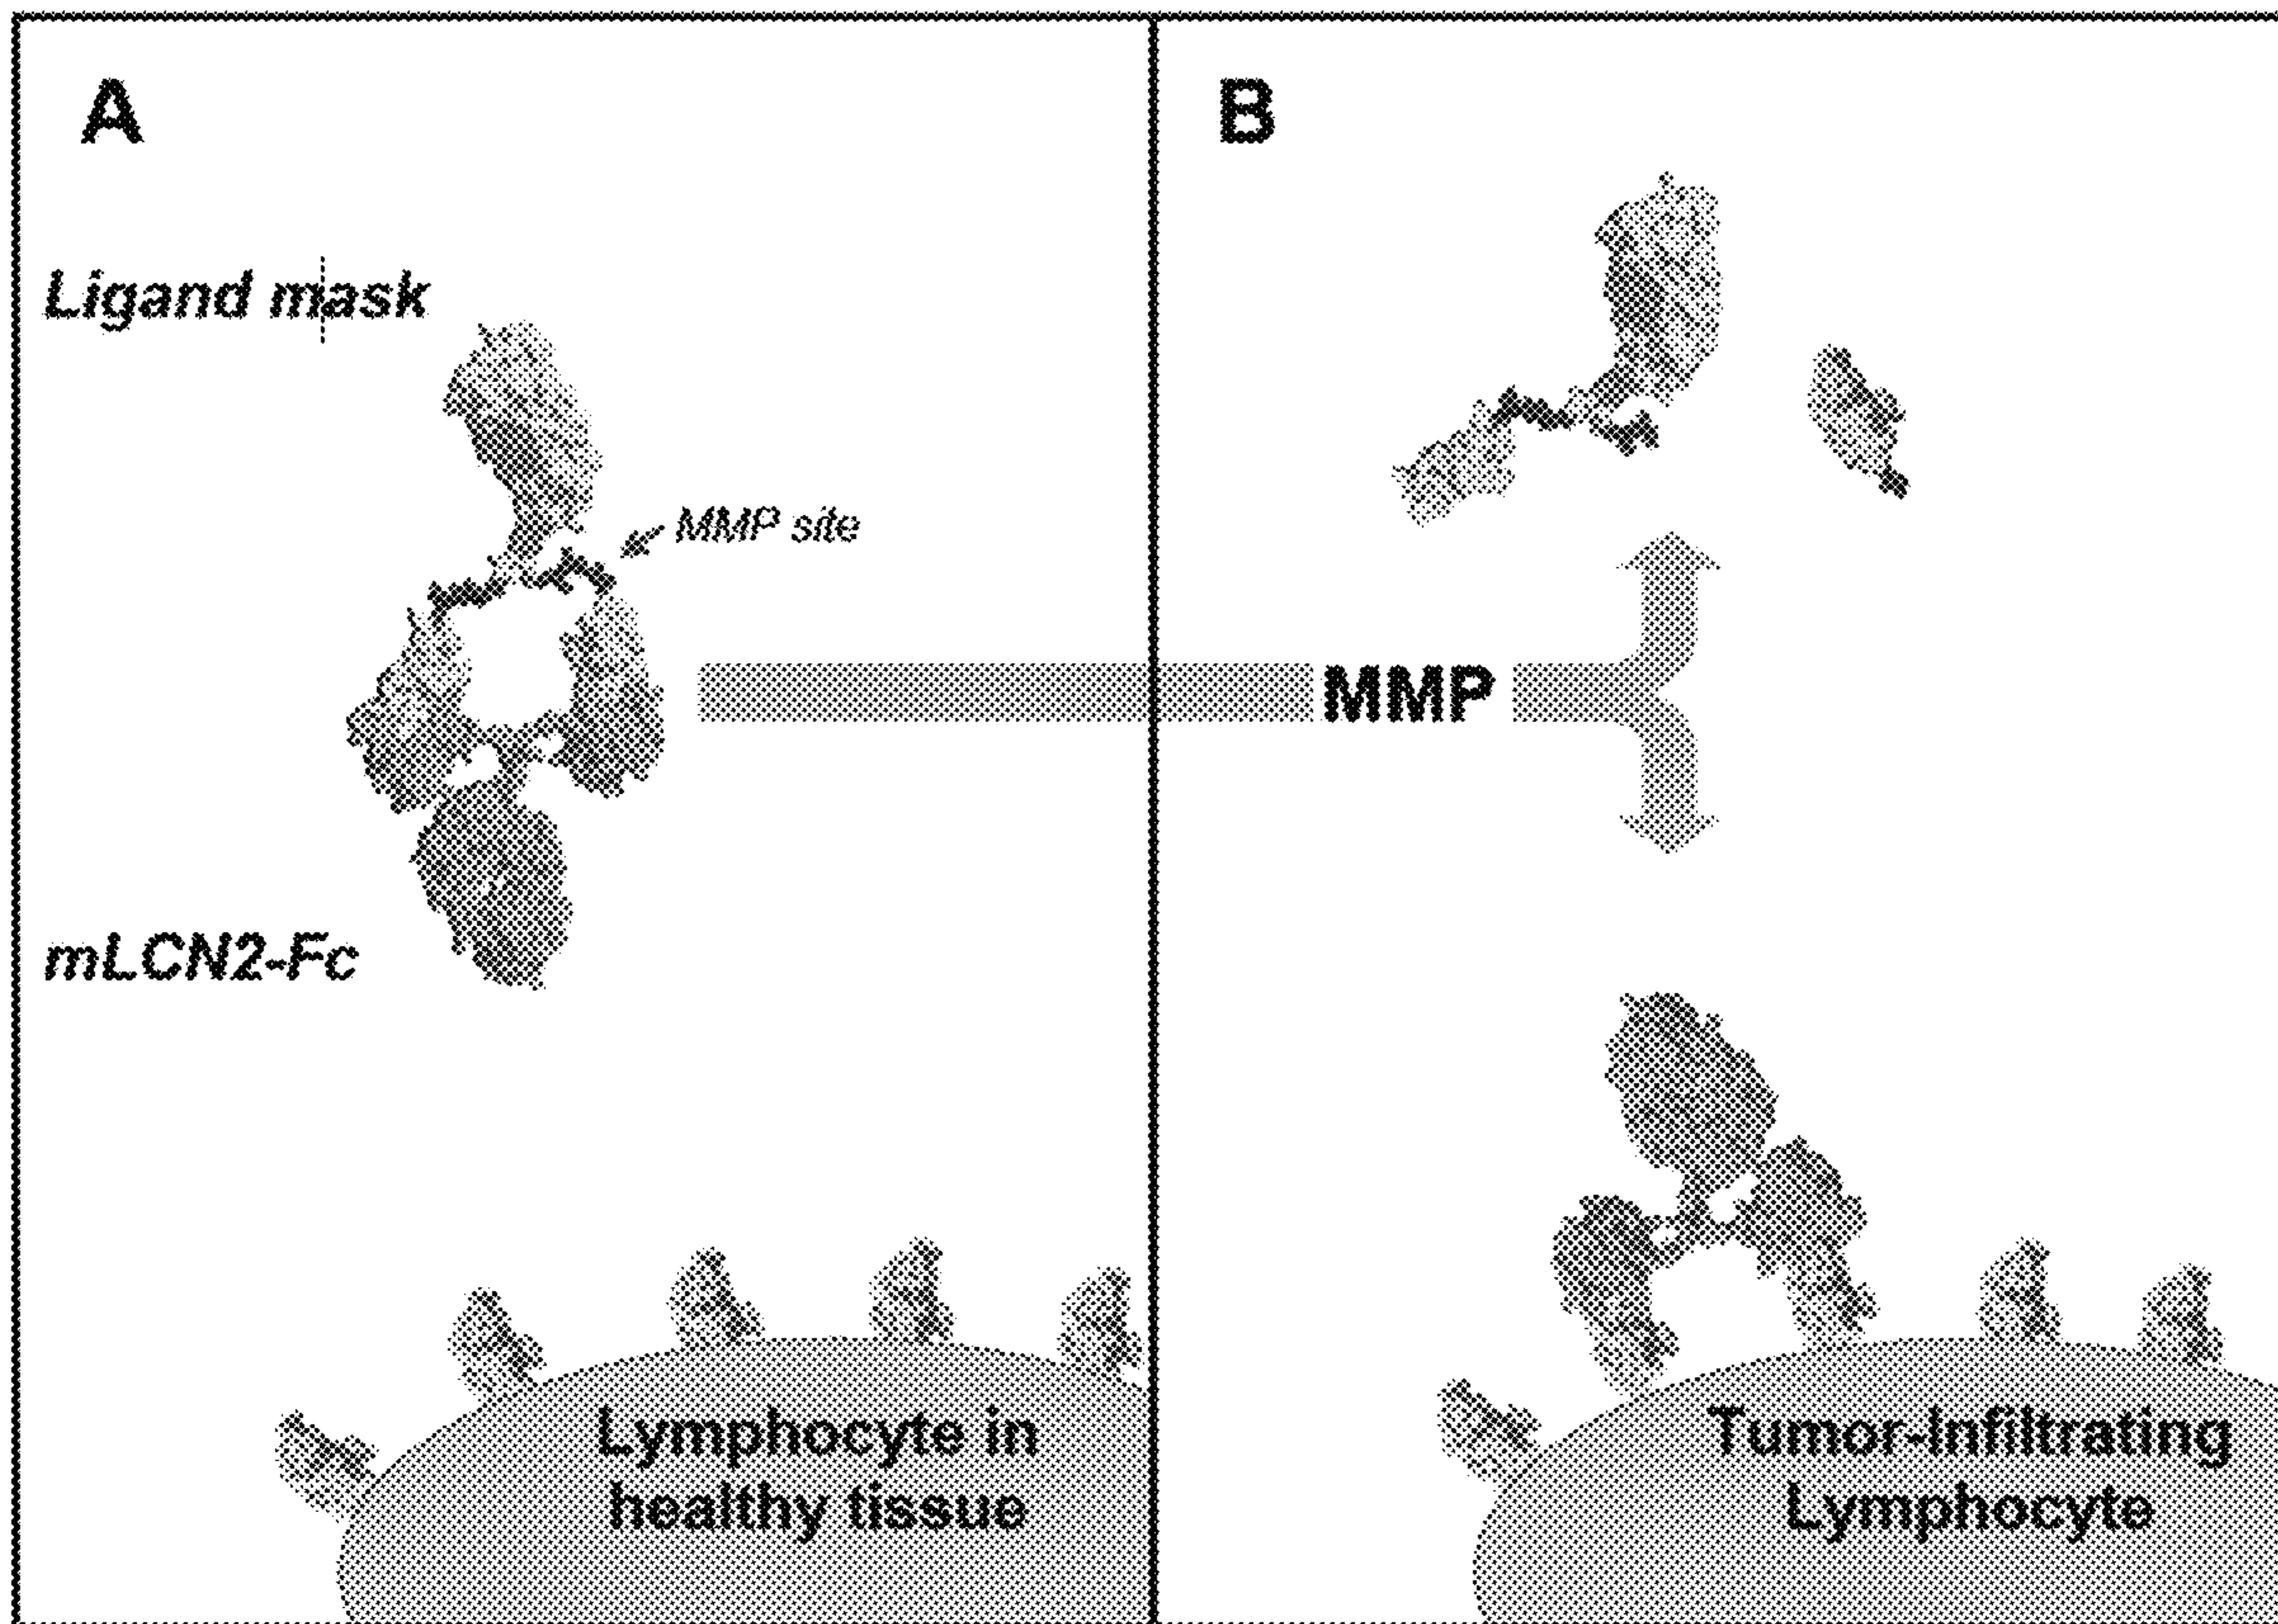 A
B
Ligand mask
MMP site
MMP
mLCN2-Fc
Lymphocyte in
healthy tissue
Tumor-Infiltrating
Lymphocyte